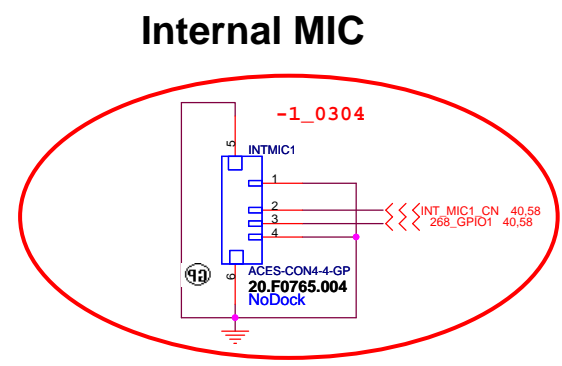 Internal MIC
-1_0304
5
INTMIC1
1
2
INT_MIC1_CN 40,58
3
268_GPIO1 40,58
4
GP
6
ACES-CON4-4-GP
20.F0765.004
NoDock